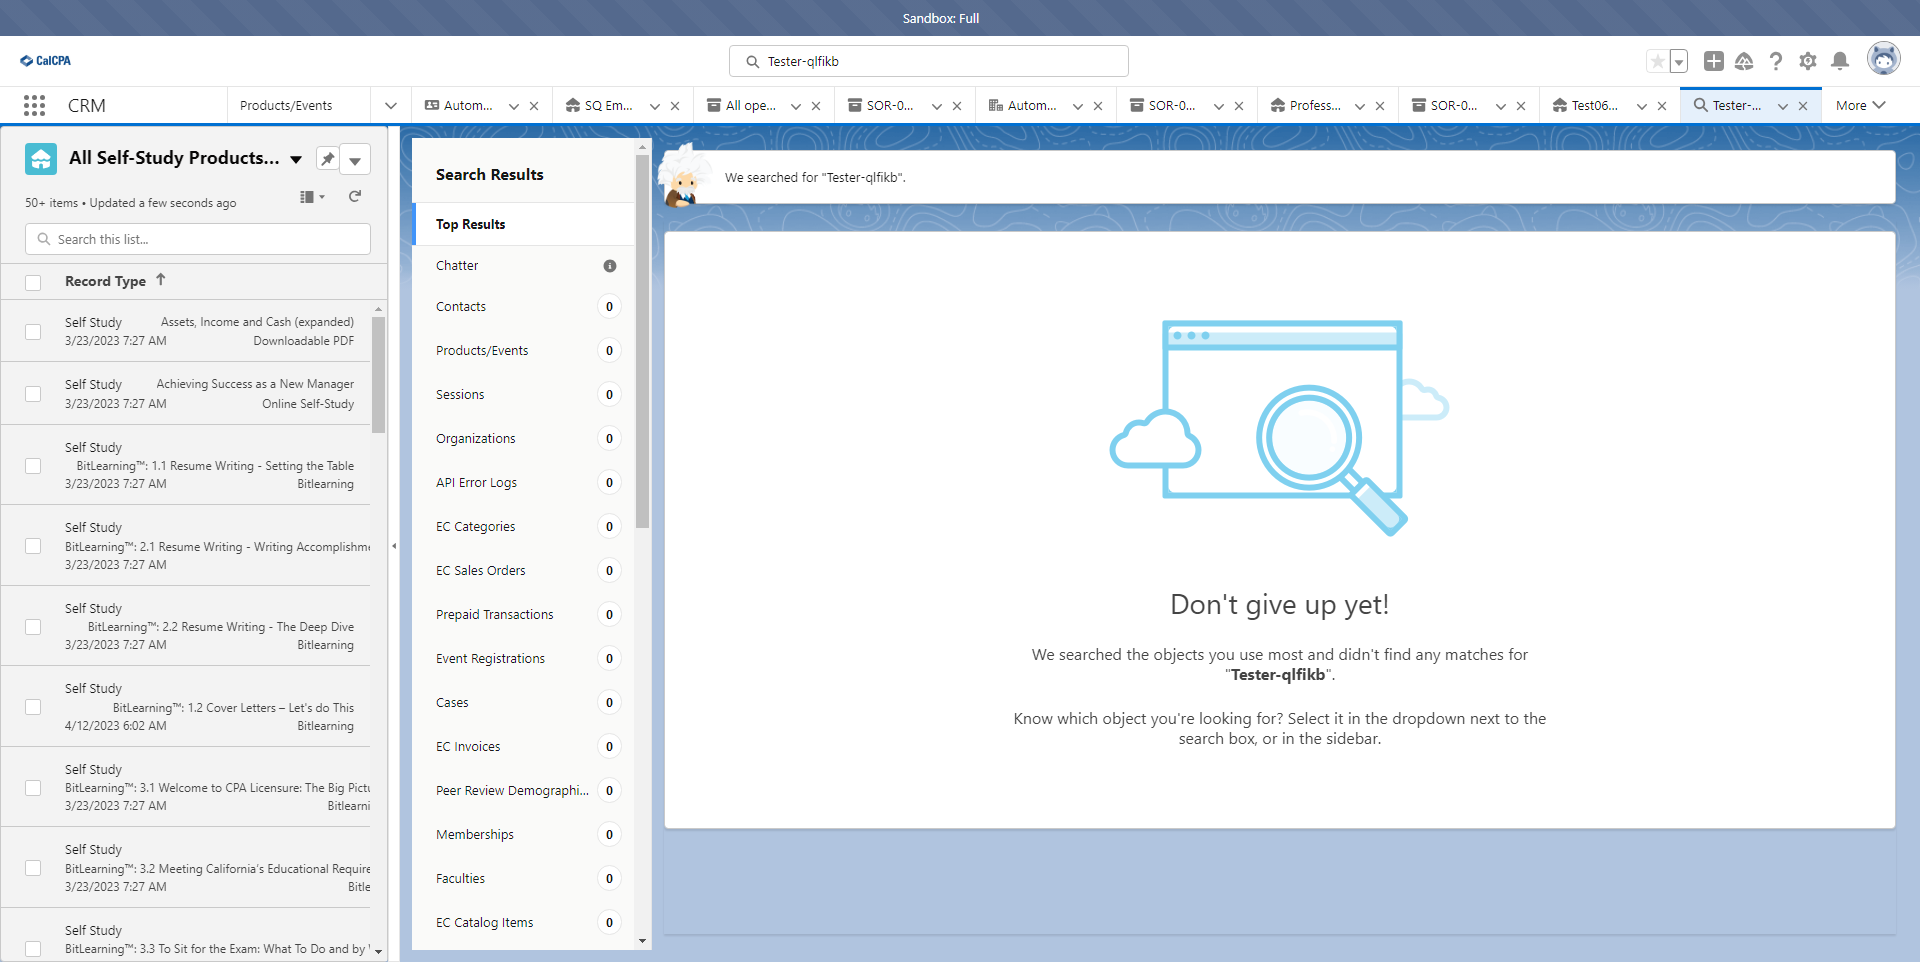 Sandbox: Full
CalCPA
Tester-qlfikb
CRM
Products/Events
Autom...
SQ Em...
All ope...
SOR-0...
Autom...
SOR-0...
Profess...
SOR-0...
Test06...
Tester-...
More
All Self-Study Products...
50+ items • Updated a few seconds ago
Search this list...
Record Type
Self Study Assets, Income and Cash (expanded)
3/23/2023 7:27 AM Downloadable PDF
Self Study Achieving Success as a New Manager
3/23/2023 7:27 AM Online Self-Study
Self Study
BitLearning™: 1.1 Resume Writing - Setting the Table
3/23/2023 7:27 AM Bitlearning
Self Study
BitLearning™: 2.1 Resume Writing - Writing Accomplishme
3/23/2023 7:27 AM
Self Study
BitLearning™: 2.2 Resume Writing - The Deep Dive
3/23/2023 7:27 AM Bitlearning
Self Study
BitLearning™: 1.2 Cover Letters – Let's do This
4/12/2023 6:02 AM Bitlearning
Self Study
BitLearning™: 3.1 Welcome to CPA Licensure: The Big Pictu
3/23/2023 7:27 AM Bitlearni
Self Study
BitLearning™: 3.2 Meeting California's Educational Require
3/23/2023 7:27 AM Bitle
Self Study
BitLearning™: 3.3 To Sit for the Exam: What To Do and by
Search Results
Top Results
Chatter
Contacts 0
Products/Events 0
Sessions 0
Organizations 0
API Error Logs 0
EC Categories 0
EC Sales Orders 0
Prepaid Transactions 0
Event Registrations 0
Cases 0
EC Invoices 0
Peer Review Demographi... 0
Memberships 0
Faculties 0
EC Catalog Items 0
We searched for "Tester-qlfikb".
Don't give up yet!
We searched the objects you use most and didn't find any matches for
"Tester-qlfikb".
Know which object you're looking for? Select it in the dropdown next to the
search box, or in the sidebar.